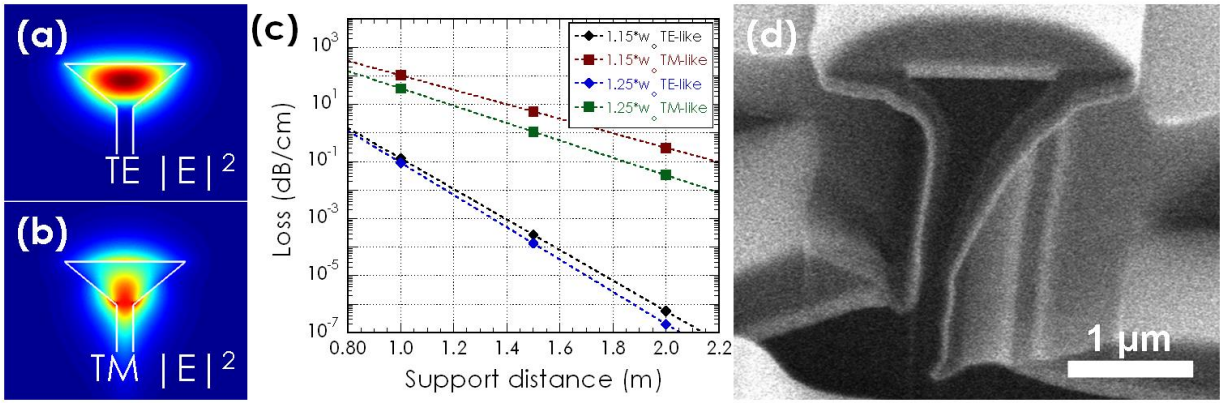 (a)
TE |E|²
(b)
TM |E|²
(c)
Loss (dB/cm)
10³
10¹
10⁻¹
10⁻³
10⁻⁵
10⁻⁷
0.80 1.0 1.2 1.4 1.6 1.8 2.0 2.2
Support distance (m)
1.15*w₀ TE-like
1.15*w₀ TM-like
1.25*w₀ TE-like
1.25*w₀ TM-like
(d)
1 µm